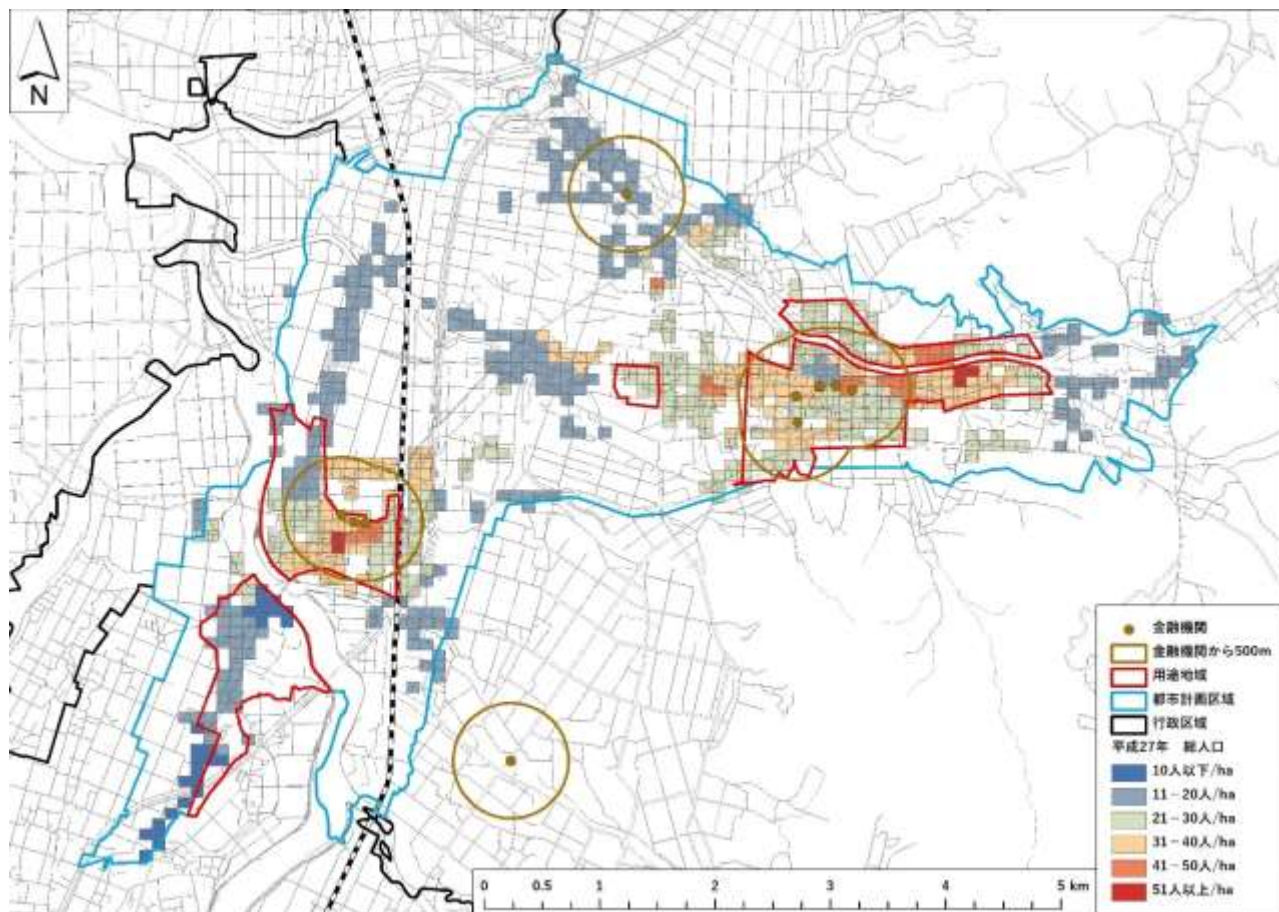 N
金融機関
金融機関から500m
用途地域
都市計画区域
行政区域
平成27年 総人口
10人以下/ha
11－20人/ha
21－30人/ha
31－40人/ha
41－50人/ha
51人以上/ha
0 0.5 1 2 3 4 5 km